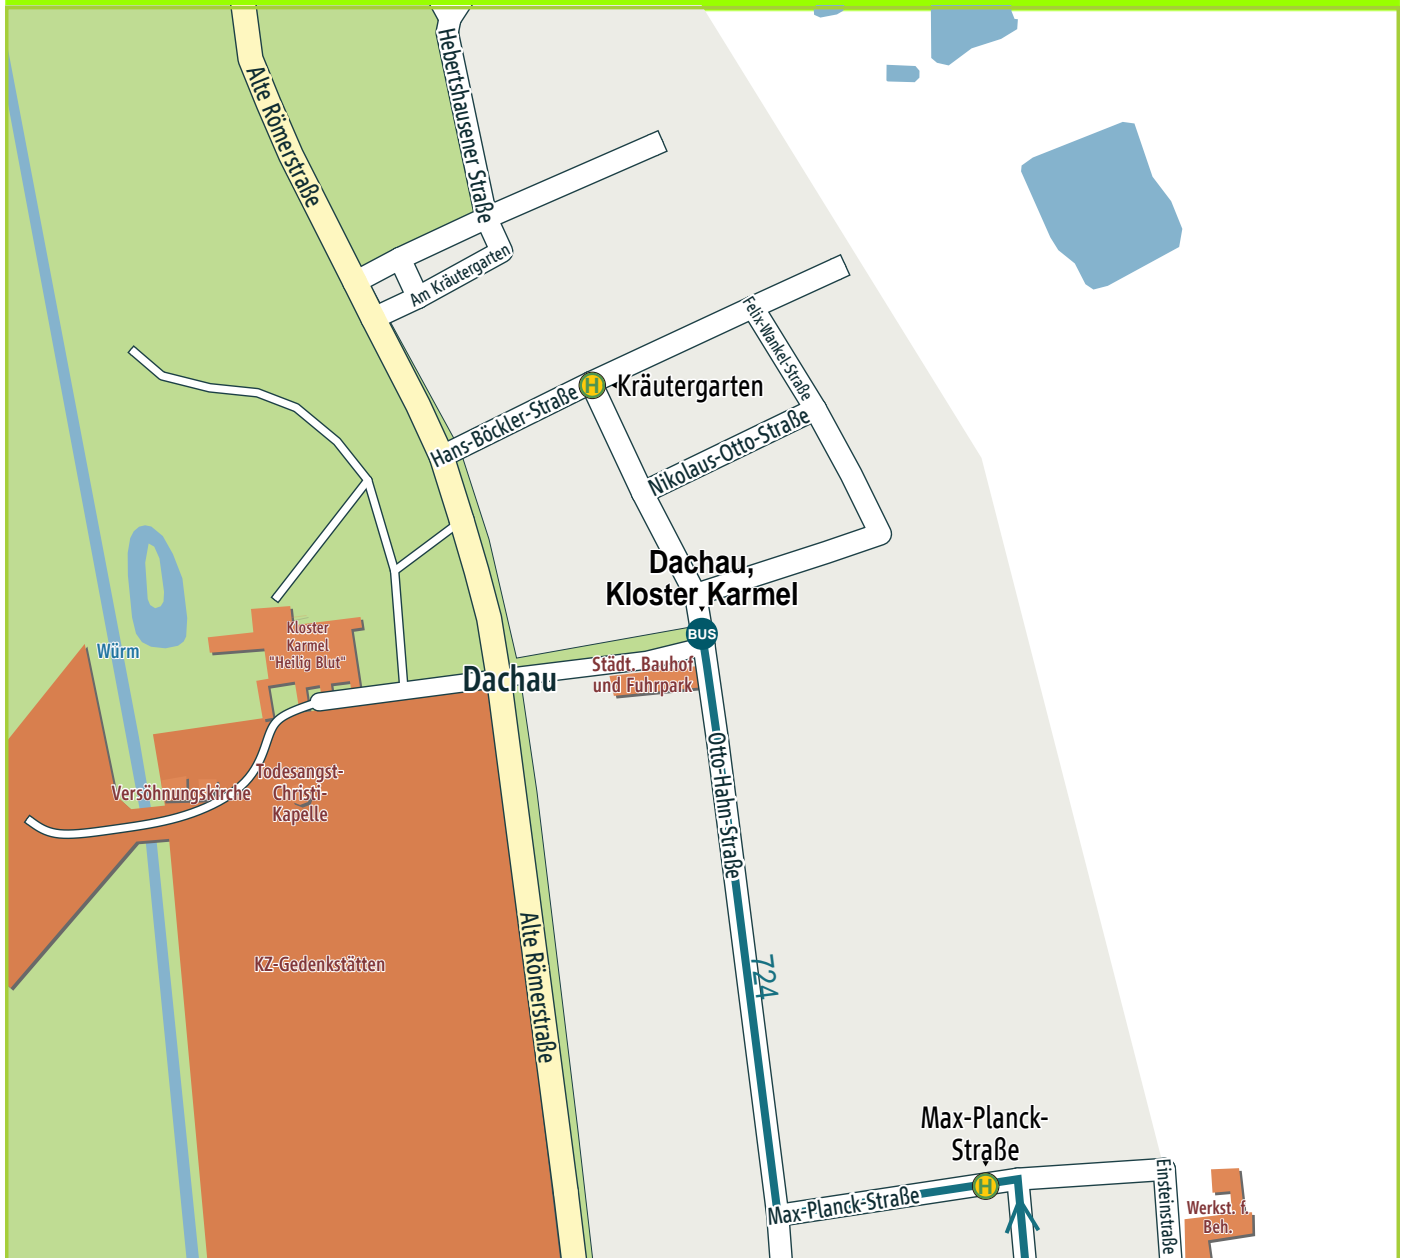 Alte Römerstraße
Hebertshausener Straße
Am Kräutergarten
Felix-Wankel-Straße
H
Kräutergarten
Hans-Böckler-Straße
Nikolaus-Otto-Straße
Dachau,
Kloster Karmel
BUS
Kloster
Karmel
"Heilig Blut"
Würm
Städt. Bauhof
und Fuhrpark
Dachau
Otto-Hahn-Straße
Todesangst-
Christi-
Kapelle
Versöhnungskirche
Alte Römerstraße
KZ-Gedenkstätten
724
Max-Planck-
Straße
H
Max-Planck-Straße
Einsteinstraße
Werkst. f.
Beh.